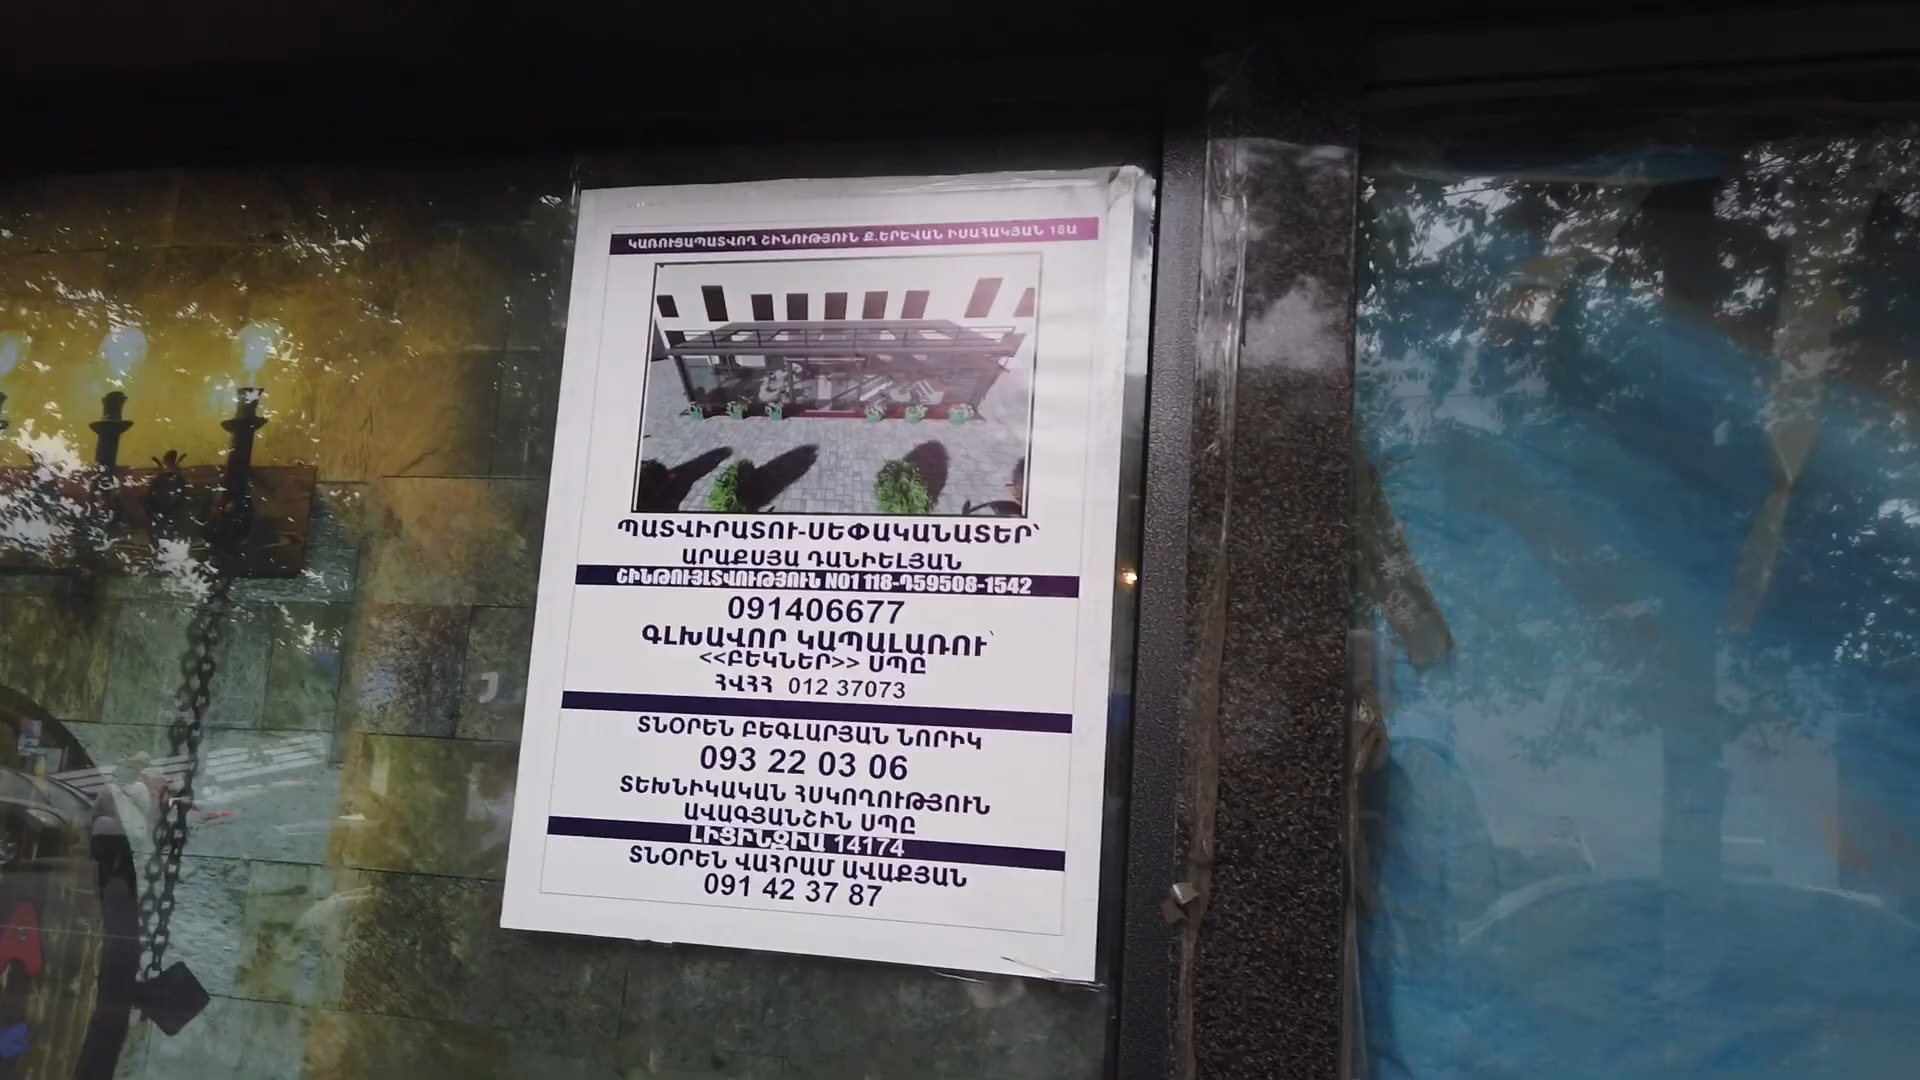 ԿԱՌՈՒՑԱՊԱՏՎՈՂ ՇԻՆՈՒԹՅՈՒՆ Ք.ԵՐԵՎԱՆ ԻՍԱՀԱԿՅԱՆ 18Ա
ՊԱՏՎԻՐԱՏՈՒ-ՍԵՓԱԿԱՆԱՏԵՐ՝
ԱՐԱՔՍՅԱ ԴԱՆԻԵԼՅԱՆ
ՇԻՆԹՈՒՅԼՏՎՈՒԹՅՈՒՆ N01 118-Դ59508-1542
091406677
ԳԼԽԱՎՈՐ ԿԱՊԱԼԱՌՈՒ՝
<<ԲԵԿՆԵՐ>> ՍՊԸ
ՀՎՀՀ 012 37073
ՏՆՕՐԵՆ ԲԵԳԼԱՐՅԱՆ ՆՈՐԻԿ
093 22 03 06
ՏԵԽՆԻԿԱԿԱՆ ՀՍԿՈՂՈՒԹՅՈՒՆ
ԱՎԱԳՅԱՆՇԻՆ ՍՊԸ
ԼԻՑԻՆԶԻԱ 14174
ՏՆՕՐԵՆ ՎԱՀՐԱՄ ԱՎԱՔՅԱՆ
091 42 37 87